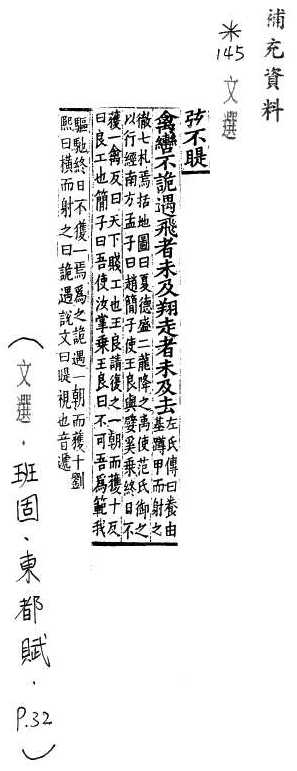 補充資料
＊145 文選
弦不睼
禽轡不詭遇飛者未及翔走者未及去左氏傳曰養由
基蹲甲而射之
徹七札焉括地圖曰夏德盛二龍降之禹使范氏御之
以行經南方孟子曰趙簡子使王良與嬖奚乘終日不
獲一禽反曰天下賤工也王良請復之一朝而獲十反
曰良工也簡子曰吾使汝掌乘王良曰不可吾爲範我
驅馳終日不獲一焉爲之詭遇一朝而獲十劉
熙曰橫而射之曰詭遇說文曰睼視也音遞
(文選．班固．東都賦．P.32)